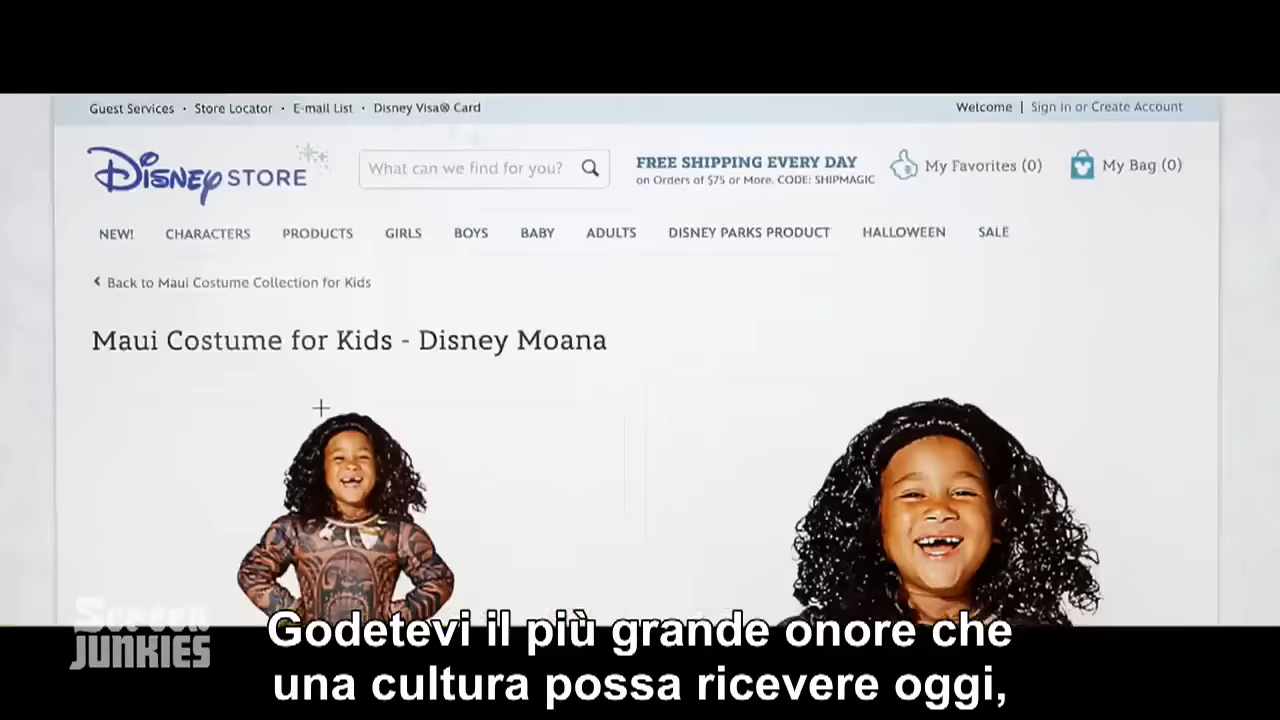 Guest Services · Store Locator · E-mail List · Disney Visa® Card
Welcome | Sign in or Create Account
Disney STORE
What can we find for you?
FREE SHIPPING EVERY DAY
on Orders of $75 or More. CODE: SHIPMAGIC
My Favorites (0)
My Bag (0)
NEW! CHARACTERS PRODUCTS GIRLS BOYS BABY ADULTS DISNEY PARKS PRODUCT HALLOWEEN SALE
Back to Maui Costume Collection for Kids
Maui Costume for Kids - Disney Moana
Screen
JUNKIES
Godetevi il più grande onore che
una cultura possa ricevere oggi,